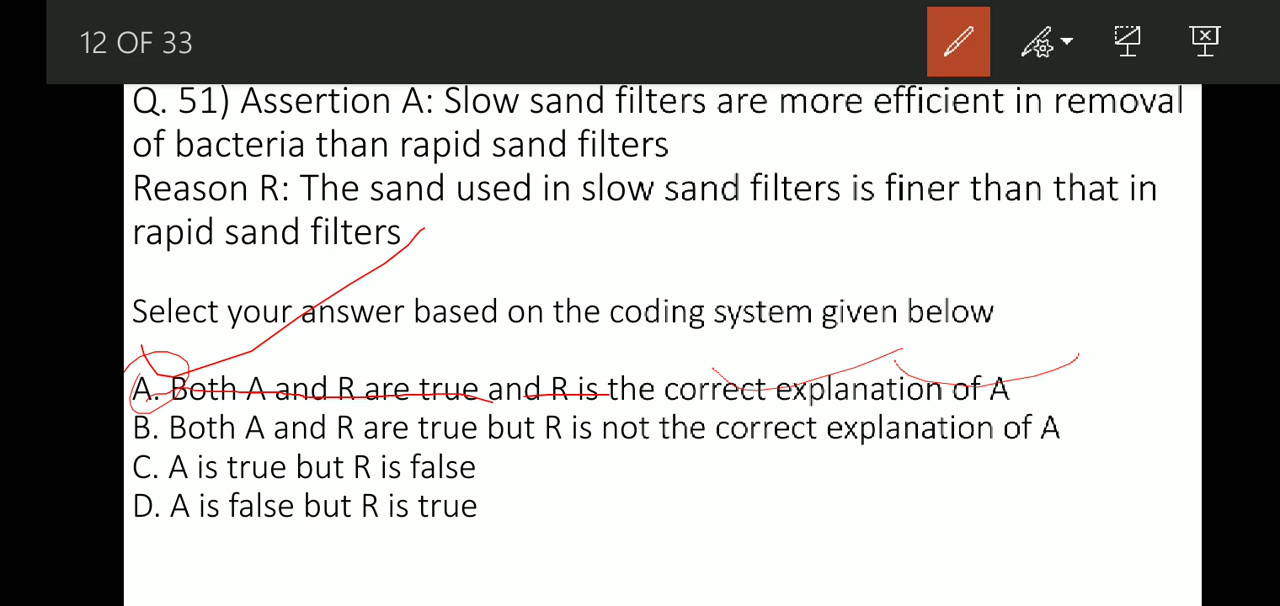 12 OF 33
Q. 51) Assertion A: Slow sand filters are more efficient in removal
of bacteria than rapid sand filters
Reason R: The sand used in slow sand filters is finer than that in
rapid sand filters
Select your answer based on the coding system given below
A. Both A and R are true and R is the correct explanation of A
B. Both A and R are true but R is not the correct explanation of A
C. A is true but R is false
D. A is false but R is true